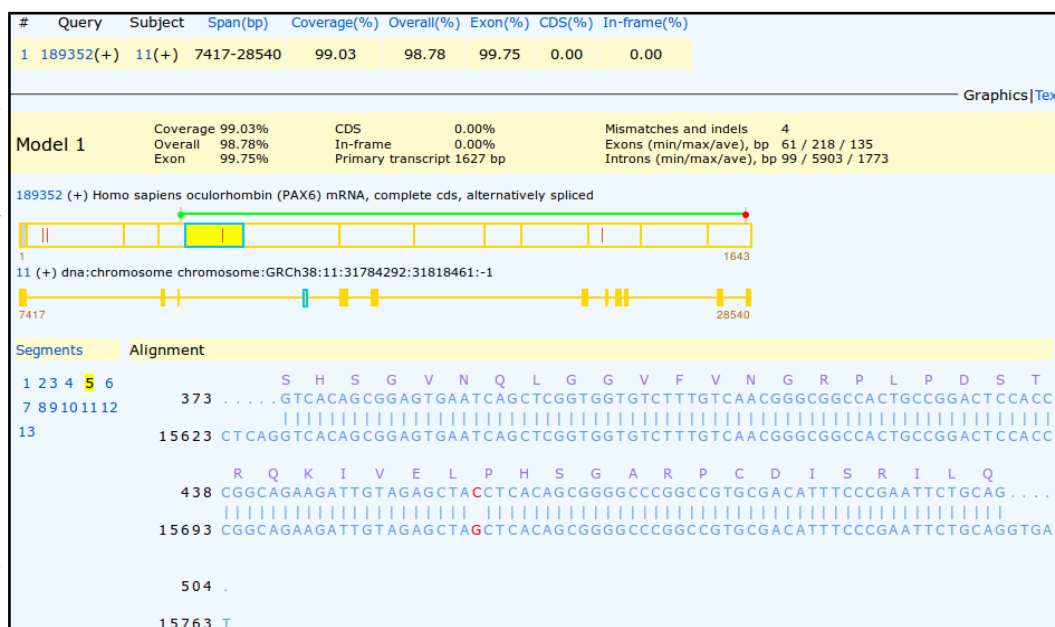 # Query Subject Span(bp) Coverage(%) Overall(%) Exon(%) CDS(%) In-frame(%)
1 189352(+) 11(+) 7417-28540 99.03 98.78 99.75 0.00 0.00
Graphics|Tex
Model 1
Coverage 99.03% CDS 0.00% Mismatches and indels 4
Overall 98.78% In-frame 0.00% Exons (min/max/ave), bp 61 / 218 / 135
Exon 99.75% Primary transcript 1627 bp Introns (min/max/ave), bp 99 / 5903 / 1773
189352 (+) Homo sapiens oculorhombin (PAX6) mRNA, complete cds, alternatively spliced
1 1643
11 (+) dna:chromosome chromosome:GRCh38:11:31784292:31818461:-1
7417 28540
Segments Alignment
1 2 3 4 5 6
7 8 9 10 11 12
13
S H S G V N Q L G G V F V N G R P L P D S T
373 .....GTCACAGCGGAGTGAATCAGCTCGGTGGTGTCTTTGTCAACGGGCGGCCACTGCCGGACTCCACC
15623 CTCAGGTCACAGCGGAGTGAATCAGCTCGGTGGTGTCTTTGTCAACGGGCGGCCACTGCCGGACTCCACC
R Q K I V E L P H S G A R P C D I S R I L Q
438 CGGCAGAAGATTGTAGAGCTACCTCACAGCGGGGCCCGGCCGTGCGACATTTCCCGAATTCTGCAG....
15693 CGGCAGAAGATTGTAGAGCTAGCTCACAGCGGGGCCCGGCCGTGCGACATTTCCCGAATTCTGCAGGTGA
504 .
15763 T